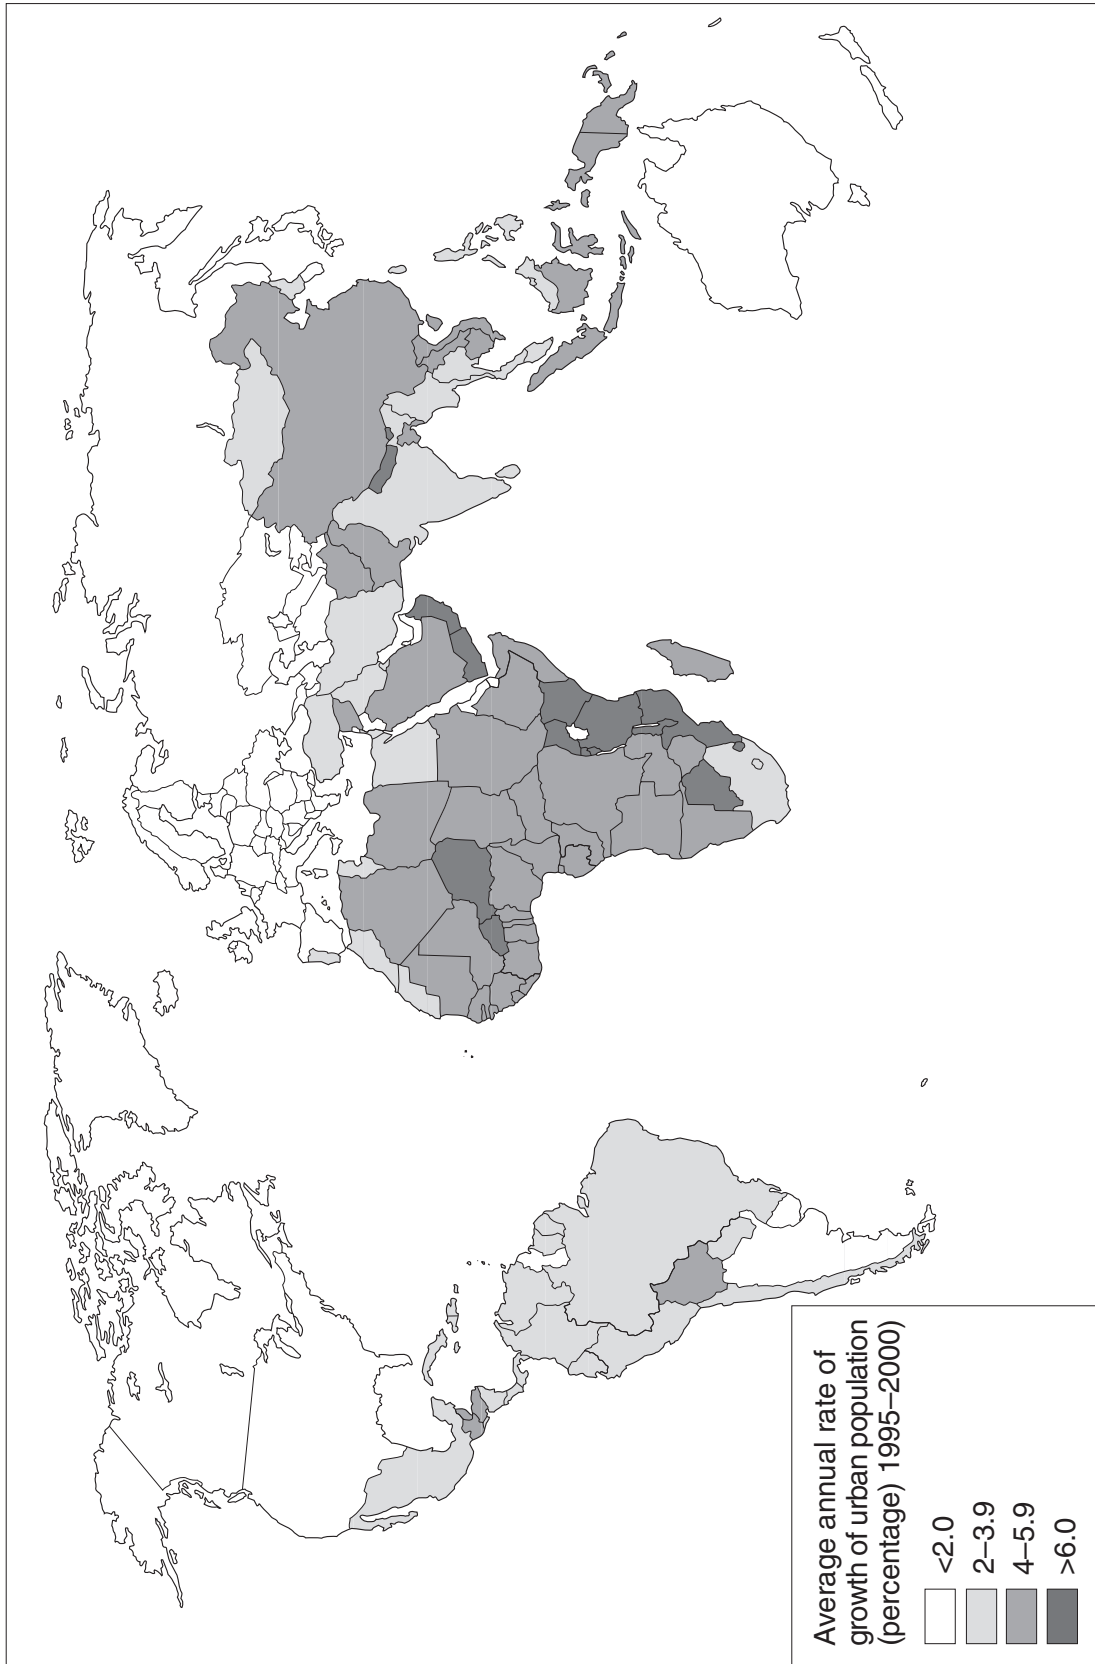 Average annual rate of
growth of urban population
(percentage) 1995–2000)
<2.0
2–3.9
4–5.9
>6.0